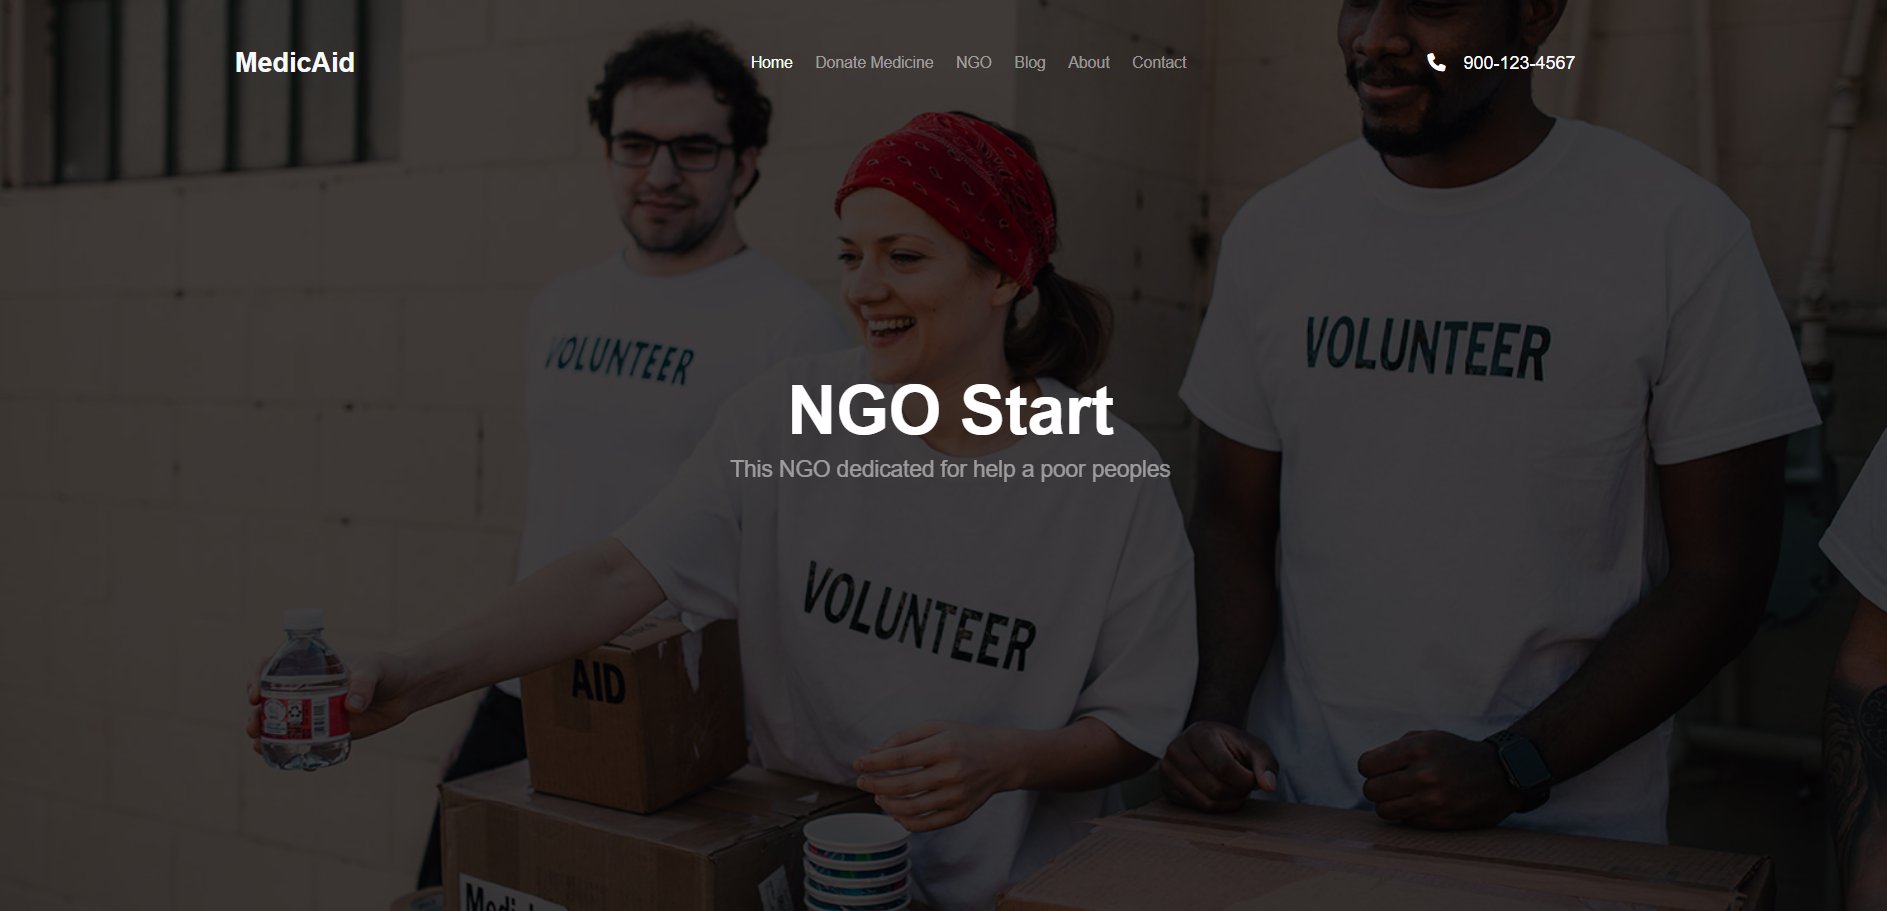 MedicAid
Home Donate Medicine NGO Blog About Contact
900-123-4567
VOLUNTEER
VOLUNTEER
NGO Start
This NGO dedicated for help a poor peoples
VOLUNTEER
AID